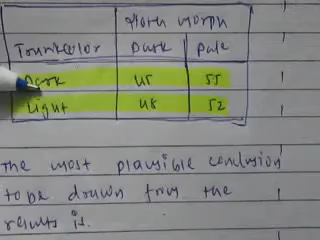 Moth morph
Trunkcolor Dark Pale
Dark 45 55
Light 48 52
The most plausible conclusion
to be drawn from the
results is.